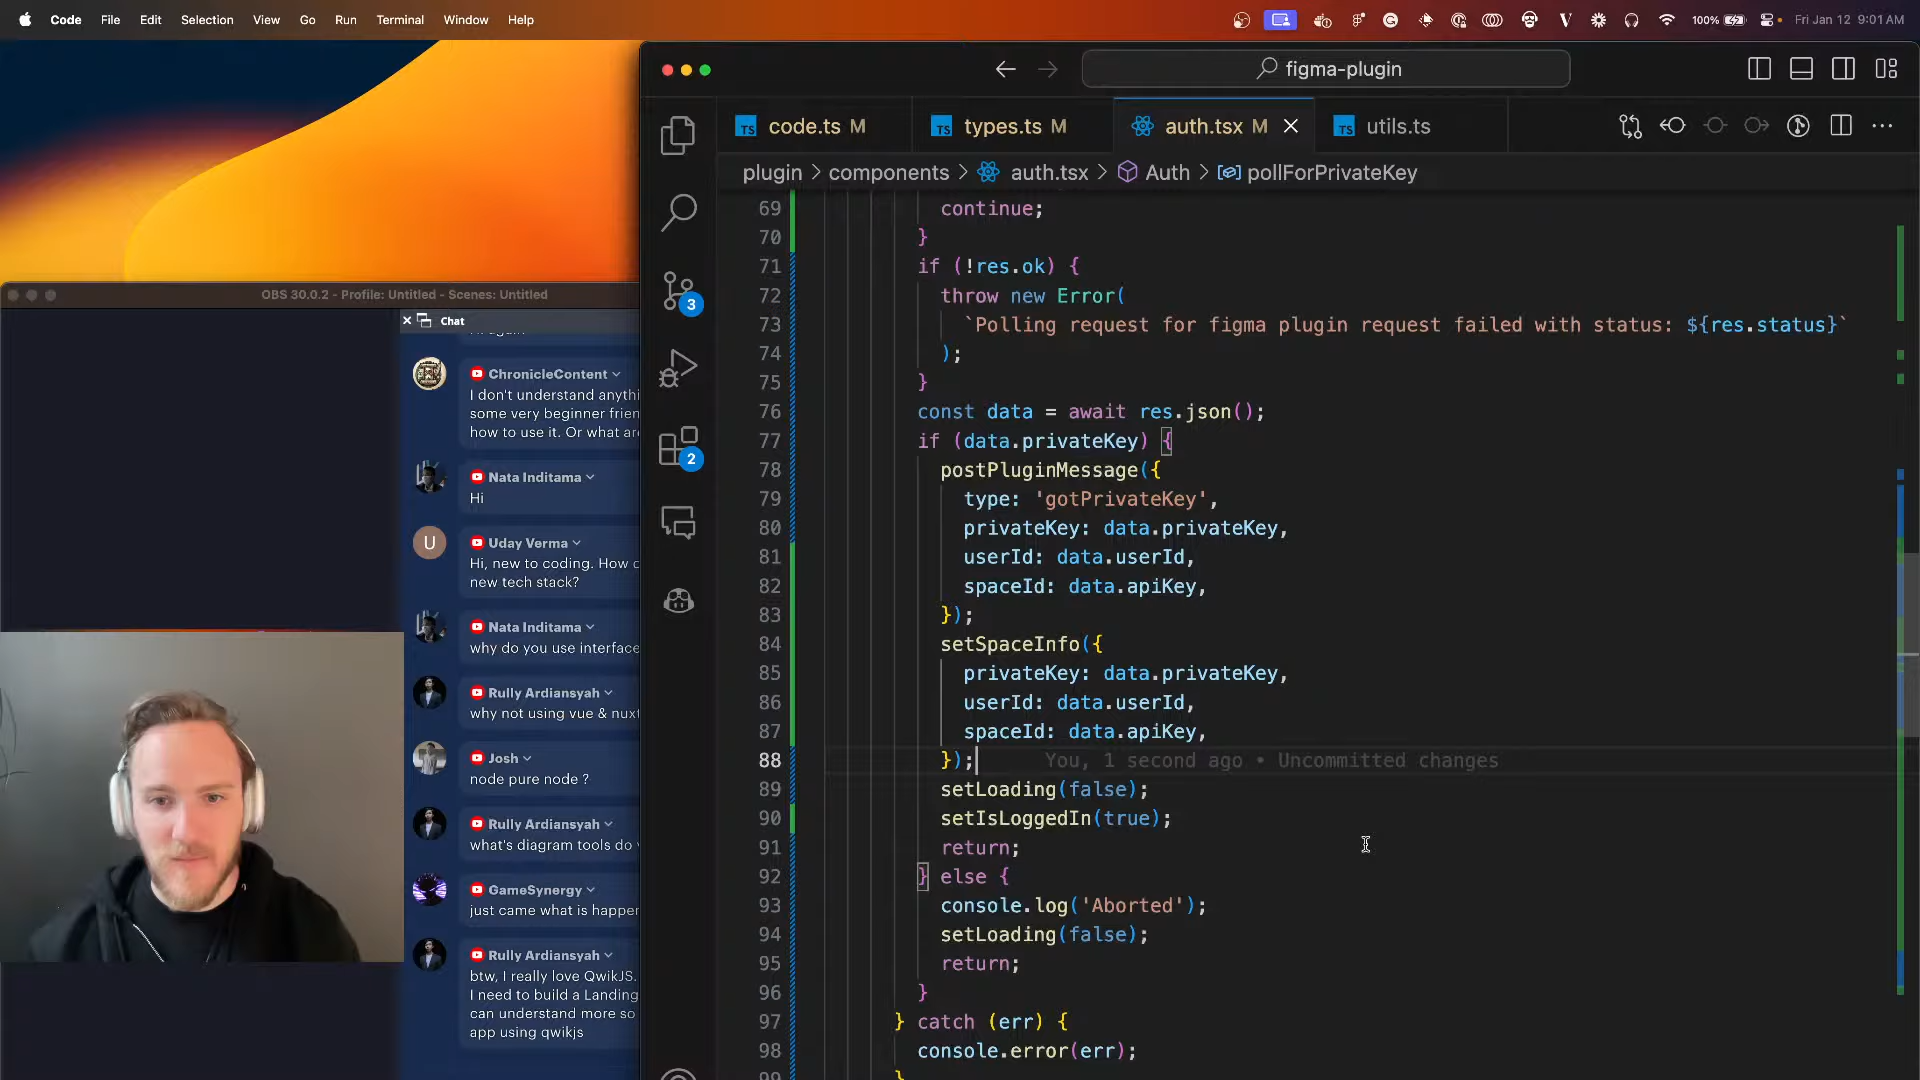 Code File Edit Selection View Go Run Terminal Window Help
100% Fri Jan 12 9:01 AM
figma-plugin
code.ts M
types.ts M
auth.tsx M
utils.ts
plugin > components > auth.tsx > Auth > pollForPrivateKey
3
2
69 continue;
70 }
71 if (!res.ok) {
72 throw new Error(
73 `Polling request for figma plugin request failed with status: ${res.status}`
74 );
75 }
76 const data = await res.json();
77 if (data.privateKey) {
78 postPluginMessage({
79 type: 'gotPrivateKey',
80 privateKey: data.privateKey,
81 userId: data.userId,
82 spaceId: data.apiKey,
83 });
84 setSpaceInfo({
85 privateKey: data.privateKey,
86 userId: data.userId,
87 spaceId: data.apiKey,
88 }); You, 1 second ago • Uncommitted changes
89 setLoading(false);
90 setIsLoggedIn(true);
91 return;
92 } else {
93 console.log('Aborted');
94 setLoading(false);
95 return;
96 }
97 } catch (err) {
98 console.error(err);
99 }
OBS 30.0.2 - Profile: Untitled - Scenes: Untitled
Chat
ChronicleContent
I don't understand anythi
some very beginner frien
how to use it. Or what ar
Nata Inditama
Hi
U
Uday Verma
Hi, new to coding. How
new tech stack?
Nata Inditama
why do you use interface
Rully Ardiansyah
why not using vue & nuxt
Josh
node pure node ?
Rully Ardiansyah
what's diagram tools do
GameSynergy
just came what is happen
Rully Ardiansyah
btw, I really love QwikJS.
I need to build a Landing
can understand more so
app using qwikjs